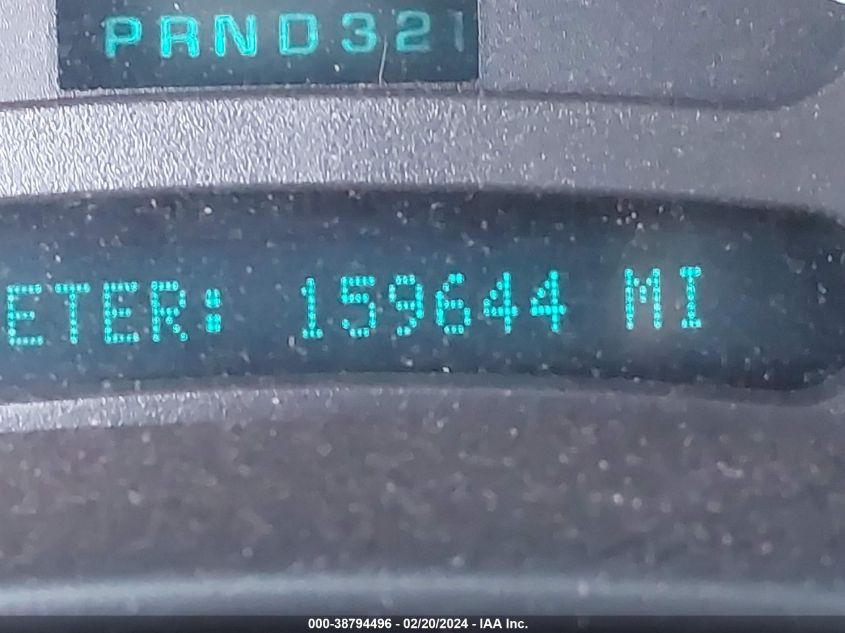 PRND321
ETER: 159644 MI
000-38794496 - 02/20/2024 - IAA Inc.